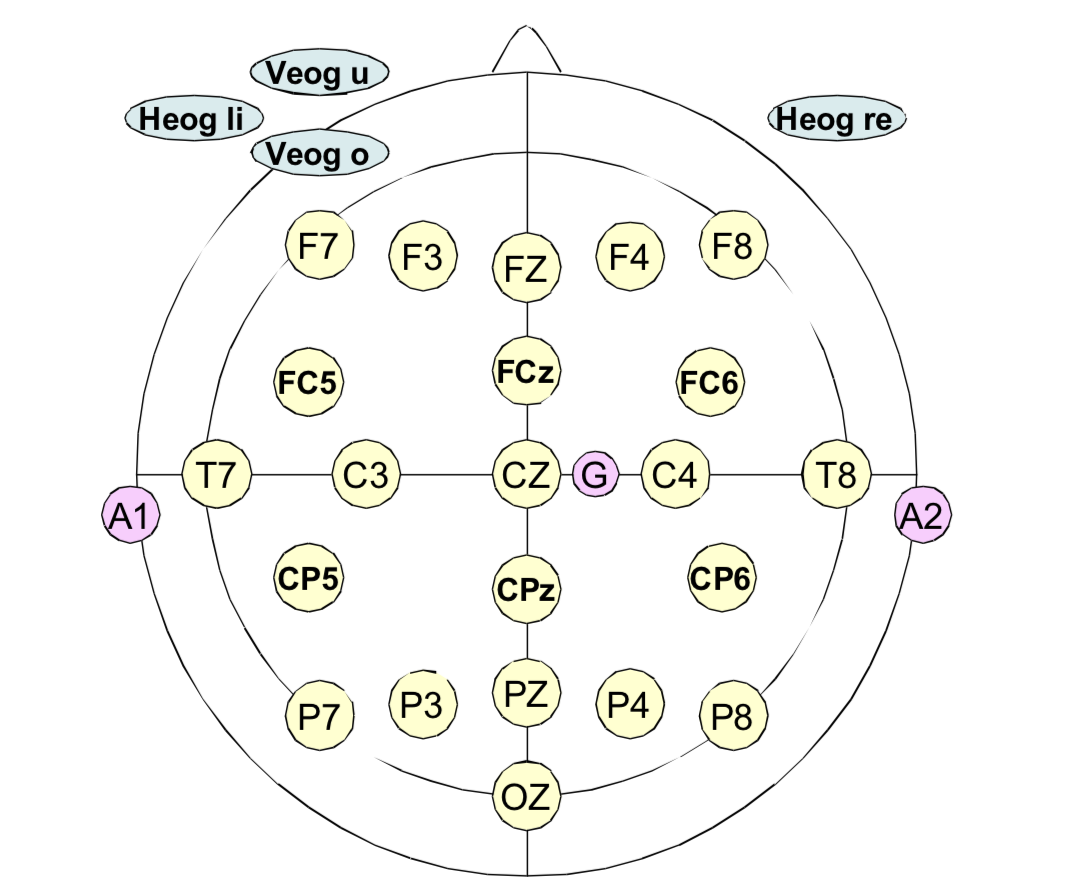 Veog u
Heog li
Heog re
Veog o
F7
F3
FZ
F4
F8
FC5
FCz
FC6
T7
C3
CZ
G
C4
T8
A1
A2
CP5
CPz
CP6
P7
P3
PZ
P4
P8
OZ